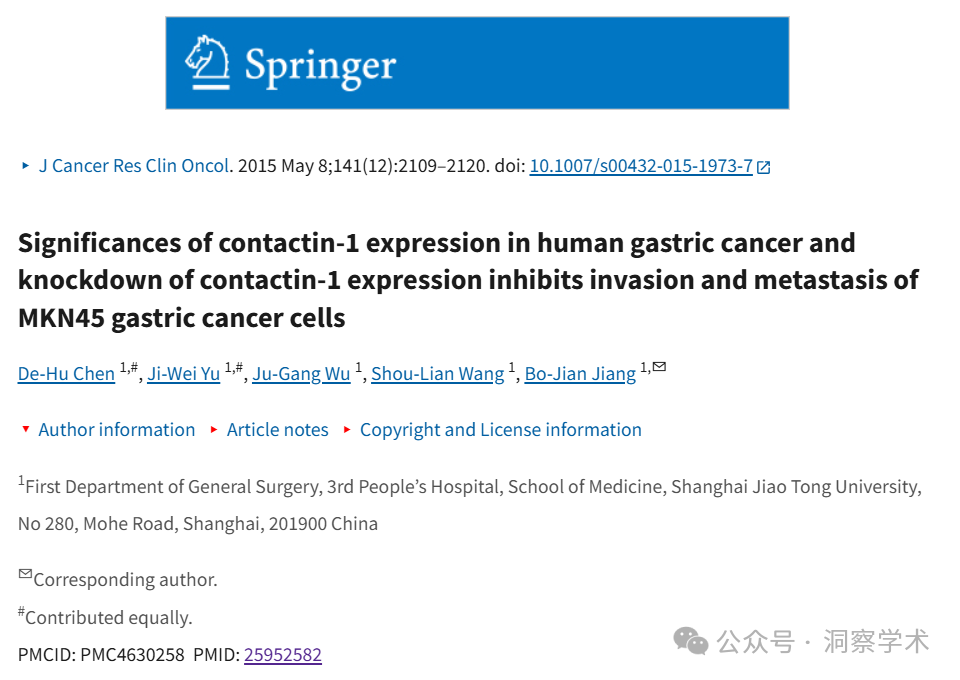 Springer
J Cancer Res Clin Oncol. 2015 May 8;141(12):2109–2120. doi: 10.1007/s00432-015-1973-7
Significances of contactin-1 expression in human gastric cancer and
knockdown of contactin-1 expression inhibits invasion and metastasis of
MKN45 gastric cancer cells
De-Hu Chen 1,#, Ji-Wei Yu 1,#, Ju-Gang Wu 1, Shou-Lian Wang 1, Bo-Jian Jiang 1,✉
Author information Article notes Copyright and License information
1First Department of General Surgery, 3rd People’s Hospital, School of Medicine, Shanghai Jiao Tong University,
No 280, Mohe Road, Shanghai, 201900 China
✉Corresponding author.
#Contributed equally.
PMCID: PMC4630258 PMID: 25952582
公众号 · 洞察学术